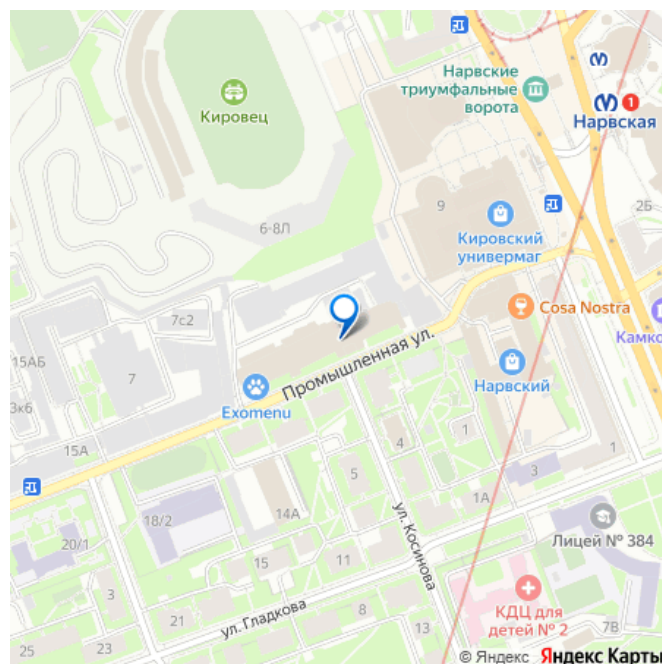 Нарвские
триумфальные
ворота
1
Нарвская
Кировец
2Б
9
6-8Л
Кировский
универмаг
7с2
Cosa Nostra
15АБ
7
Камко
Промышленная ул.
Нарвский
Exomenu
3к6
4
1
15А
1
5
3
1А
14А
18/2
ул. Косинова
Лицей № 384
20/1
15
11
КДЦ для
детей № 2
3
21
ул. Гладкова
8
13
7В
25
23
© Яндекс Яндекс Карты